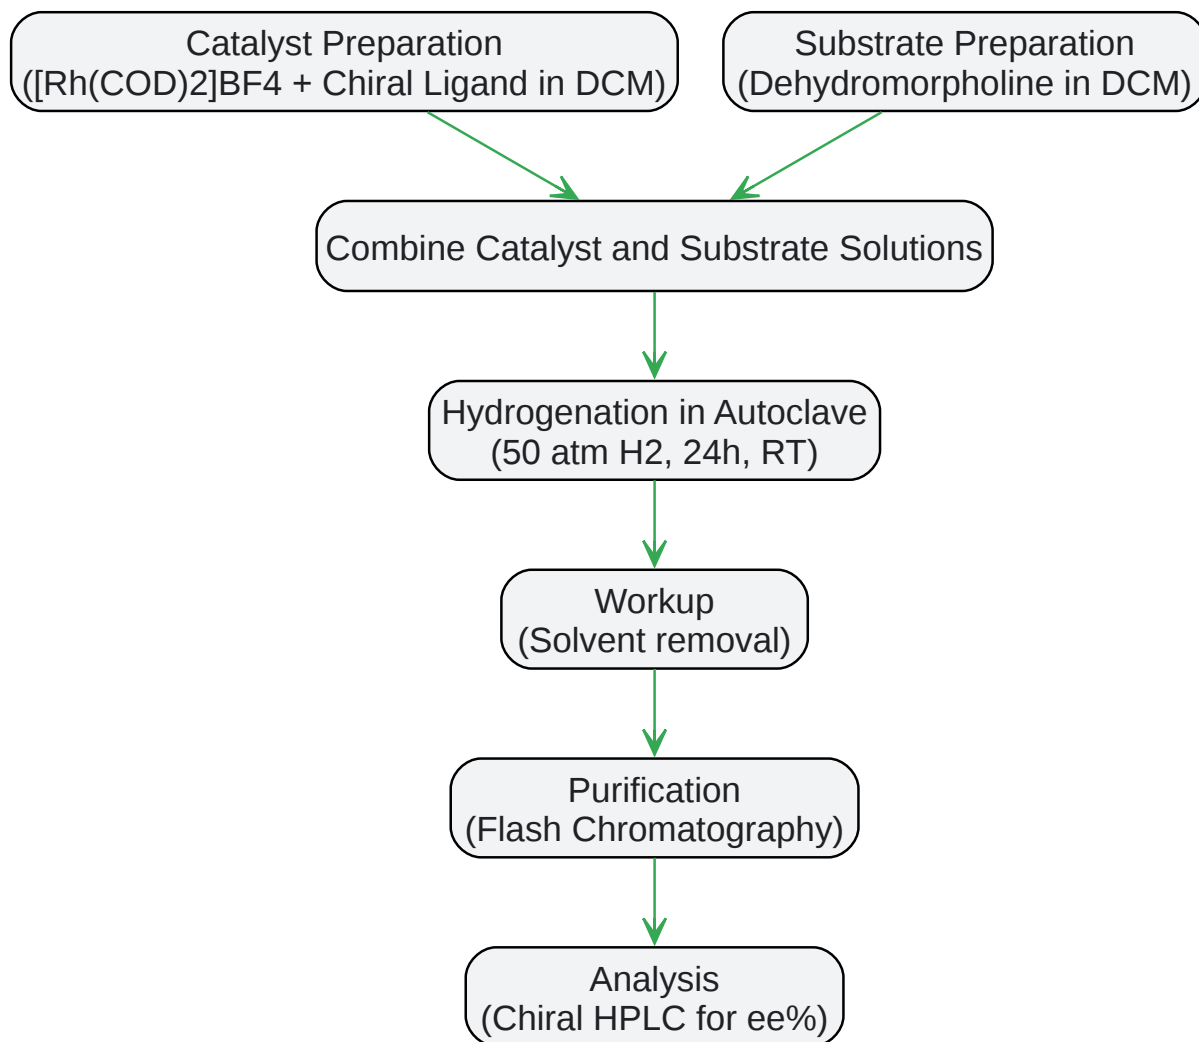 Catalyst Preparation
([Rh(COD)2]BF4 + Chiral Ligand in DCM)
Substrate Preparation
(Dehydromorpholine in DCM)
Combine Catalyst and Substrate Solutions
Hydrogenation in Autoclave
(50 atm H2, 24h, RT)
Workup
(Solvent removal)
Purification
(Flash Chromatography)
Analysis
(Chiral HPLC for ee%)